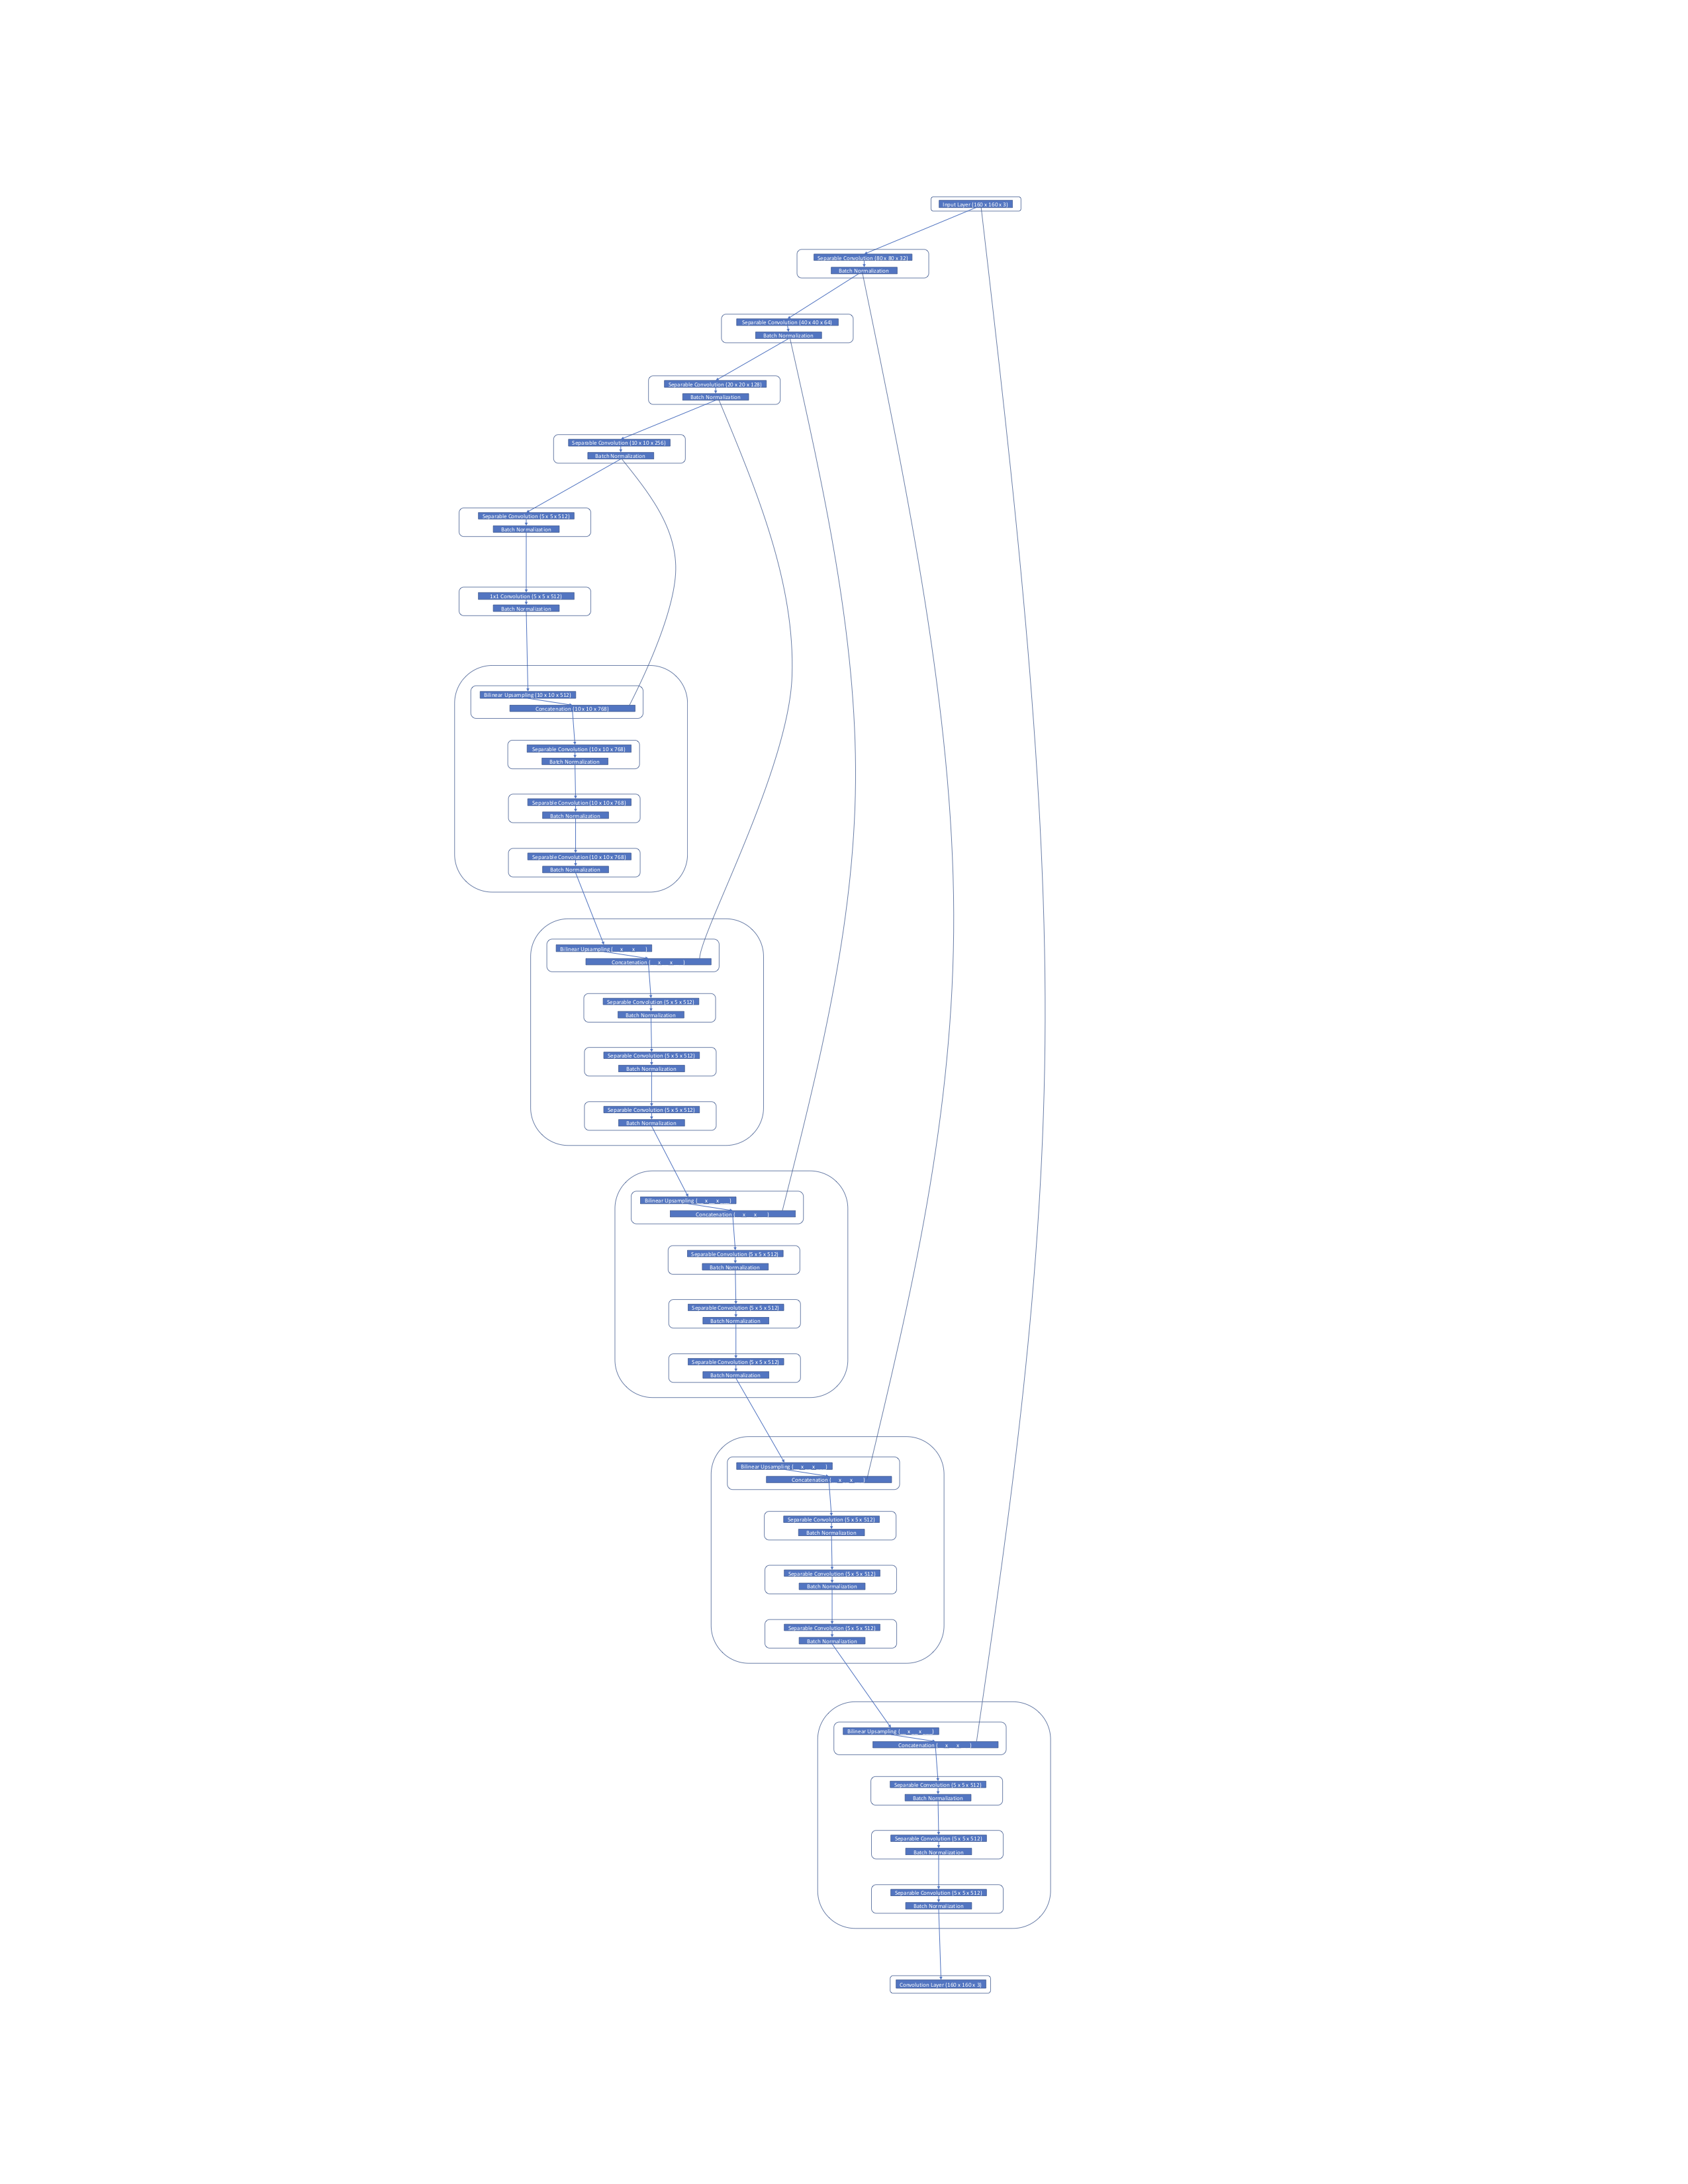 Input Layer (160 x 160 x 3)
Separable Convolution (80 x 80 x 32)
Batch Normalization
Separable Convolution (40 x 40 x 64)
Batch Normalization
Separable Convolution (20 x 20 x 128)
Batch Normalization
Separable Convolution (10 x 10 x 256)
Batch Normalization
Separable Convolution (5 x 5 x 512)
Batch Normalization
1x1 Convolution (5 x 5 x 512)
Batch Normalization
Bilinear Upsampling (10 x 10 x 512)
Concatenation (10 x 10 x 768)
Separable Convolution (10 x 10 x 768)
Batch Normalization
Separable Convolution (10 x 10 x 768)
Batch Normalization
Separable Convolution (10 x 10 x 768)
Batch Normalization
Bilinear Upsampling (__ x __ x ___)
Concatenation (__ x __ x ___)
Separable Convolution (5 x 5 x 512)
Batch Normalization
Separable Convolution (5 x 5 x 512)
Batch Normalization
Separable Convolution (5 x 5 x 512)
Batch Normalization
Bilinear Upsampling (__ x __ x ___)
Concatenation (__ x __ x ___)
Separable Convolution (5 x 5 x 512)
Batch Normalization
Separable Convolution (5 x 5 x 512)
Batch Normalization
Separable Convolution (5 x 5 x 512)
Batch Normalization
Bilinear Upsampling (__ x __ x ___)
Concatenation (__ x __ x ___)
Separable Convolution (5 x 5 x 512)
Batch Normalization
Separable Convolution (5 x 5 x 512)
Batch Normalization
Separable Convolution (5 x 5 x 512)
Batch Normalization
Bilinear Upsampling (__ x __ x ___)
Concatenation (__ x __ x ___)
Separable Convolution (5 x 5 x 512)
Batch Normalization
Separable Convolution (5 x 5 x 512)
Batch Normalization
Separable Convolution (5 x 5 x 512)
Batch Normalization
Convolution Layer (160 x 160 x 3)